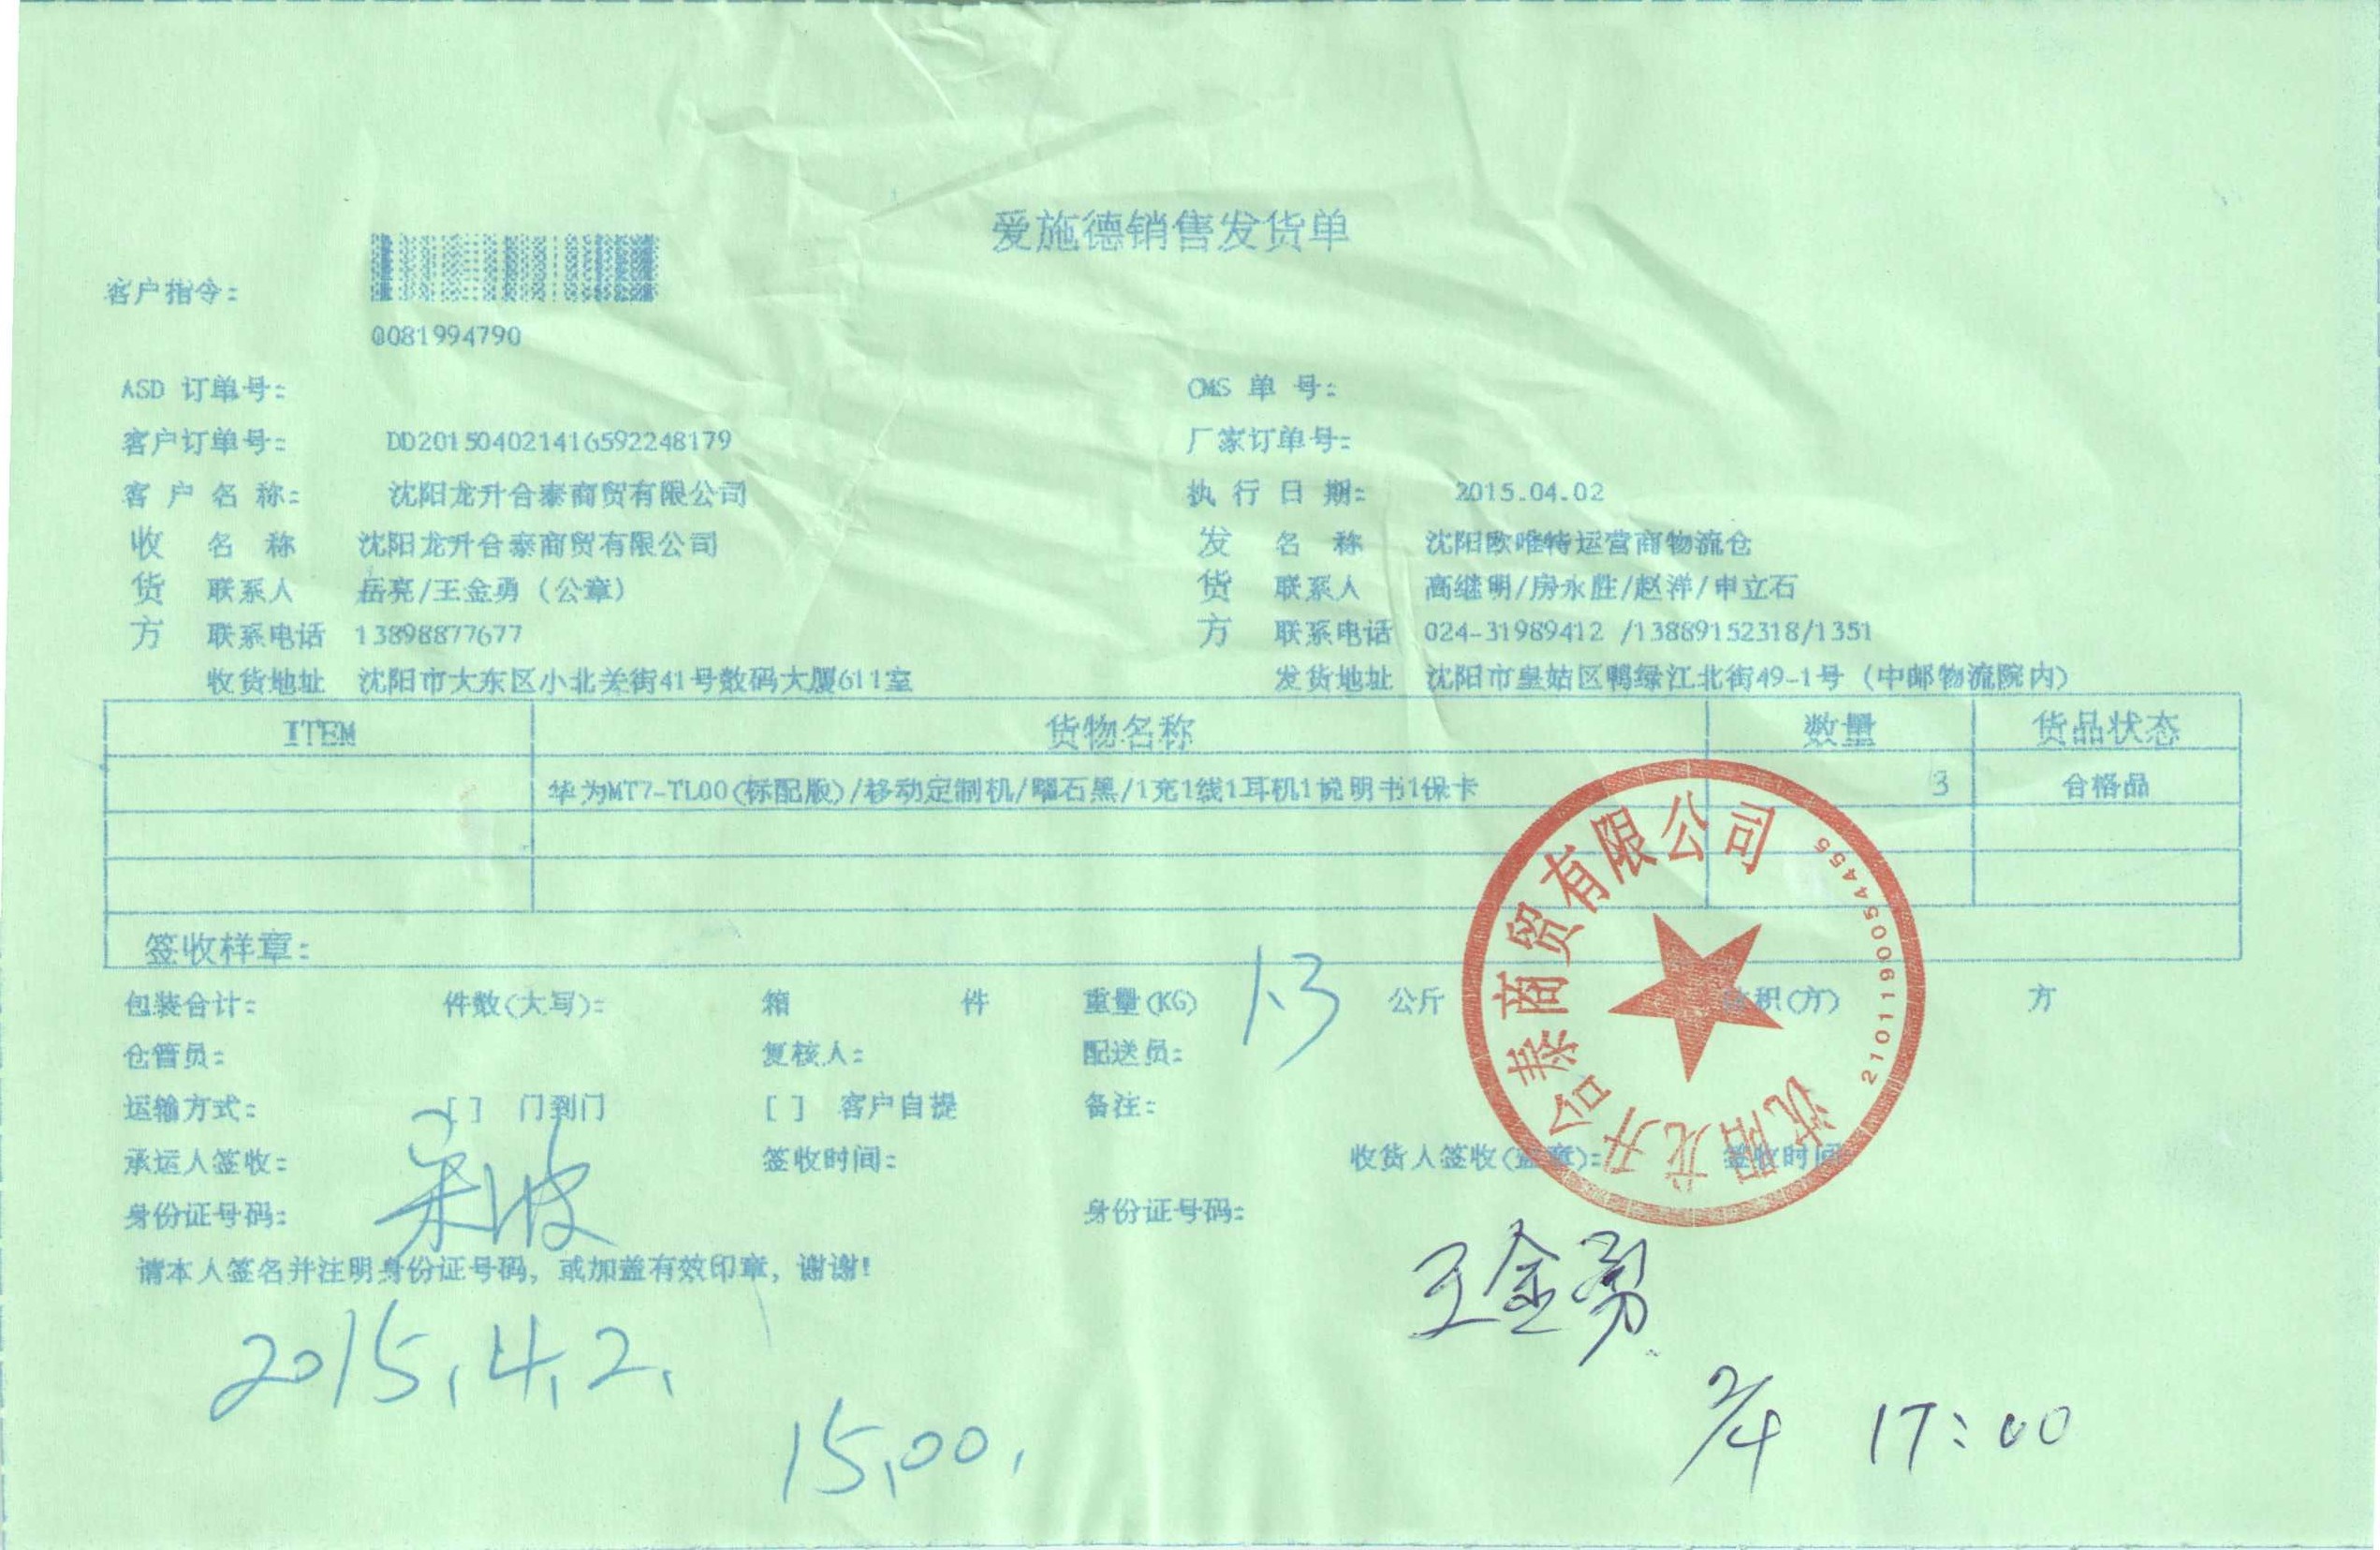 爱施德销售发货单
客户指令:
0081994790
ASD 订单号: CMS 单 号:
客户订单号: DD201504021416592248179 厂家订单号:
客 户 名 称: 沈阳龙升合泰商贸有限公司 执 行 日 期: 2015.04.02
收 名 称 沈阳龙升合泰商贸有限公司 发 名 称 沈阳欧唯特运营商物流仓
货 联系人 岳亮/王金勇（公章） 货 联系人 高继明/房永胜/赵洋/申立石
方 联系电话 13898877677 方 联系电话 024-31989412 /13889152318/1351
收货地址 沈阳市大东区小北关街41号数码大厦611室 发货地址 沈阳市皇姑区鸭绿江北街49-1号（中邮物流院内）
ITEM 货物名称 数量 货品状态
华为MT7-TL00(标配版)/移动定制机/曜石黑/1充1线1耳机1说明书1保卡 3 合格品
签收样章:
包装合计: 件数(大写): 箱 件 重量(KG) 1.3 公斤 体积(方) 方
仓管员: 复核人: 配送员:
运输方式: [ ] 门到门 [ ] 客户自提 备注:
承运人签收: 签收时间: 收货人签收(盖章): 签收时间:
身份证号码: 身份证号码:
请本人签名并注明身份证号码，或加盖有效印章，谢谢!
沈阳龙升合泰商贸有限公司
2101160054455
王金勇
2015.4.2.
15.00.
2/4 17:00